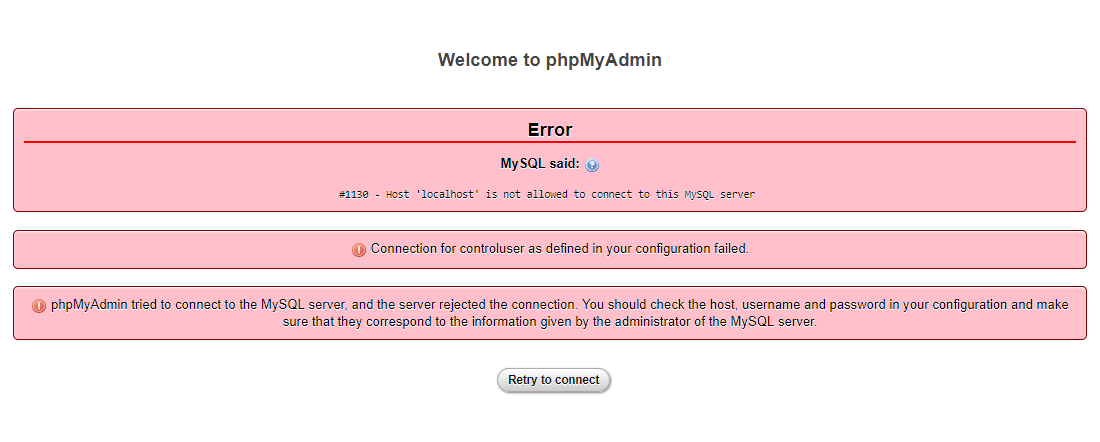 Welcome to phpMyAdmin
Error
MySQL said:
#1130 - Host 'localhost' is not allowed to connect to this MySQL server
Connection for controluser as defined in your configuration failed.
phpMyAdmin tried to connect to the MySQL server, and the server rejected the connection. You should check the host, username and password in your configuration and make
sure that they correspond to the information given by the administrator of the MySQL server.
Retry to connect